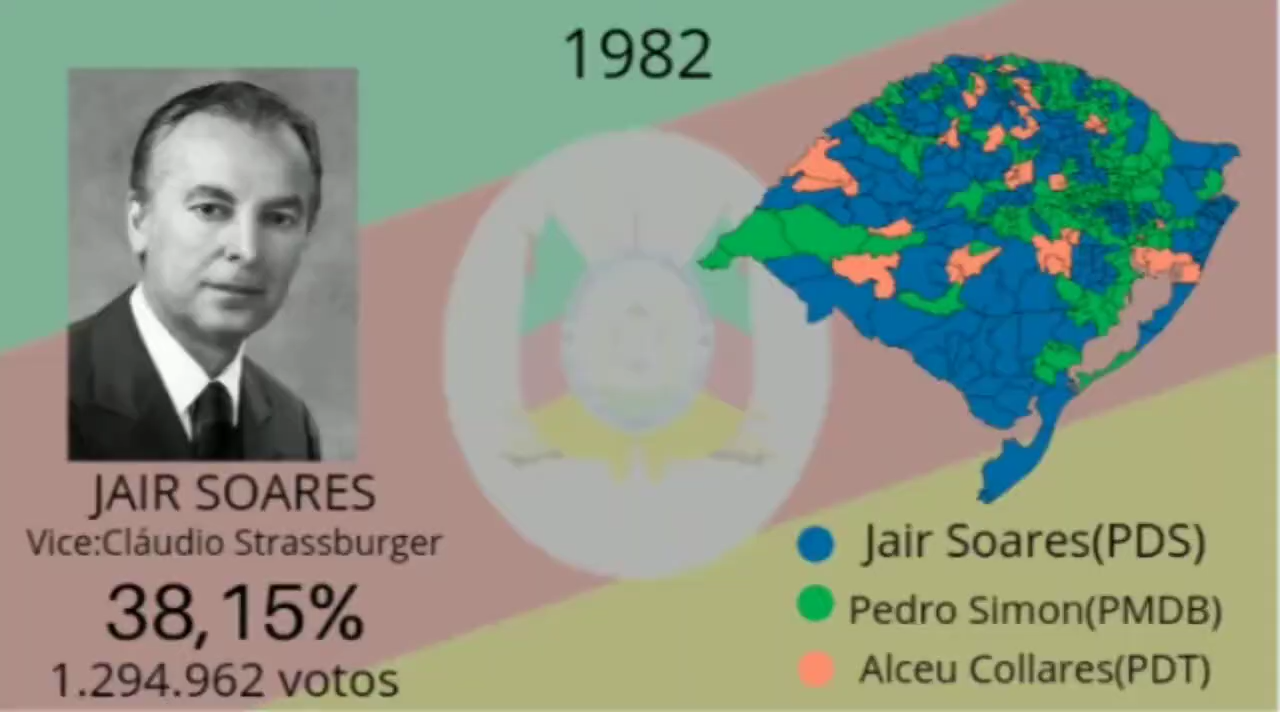 1982
JAIR SOARES
Vice:Cláudio Strassburger
38,15%
1.294.962 votos
Jair Soares(PDS)
Pedro Simon(PMDB)
Alceu Collares(PDT)